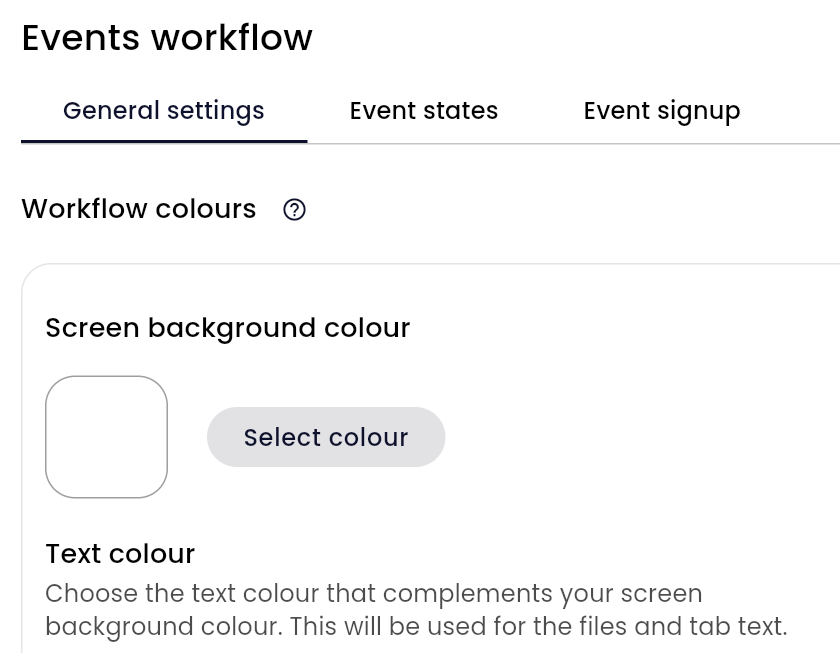 Events workflow
General settings Event states Event signup
Workflow colours ?
Screen background colour
Select colour
Text colour
Choose the text colour that complements your screen
background colour. This will be used for the files and tab text.